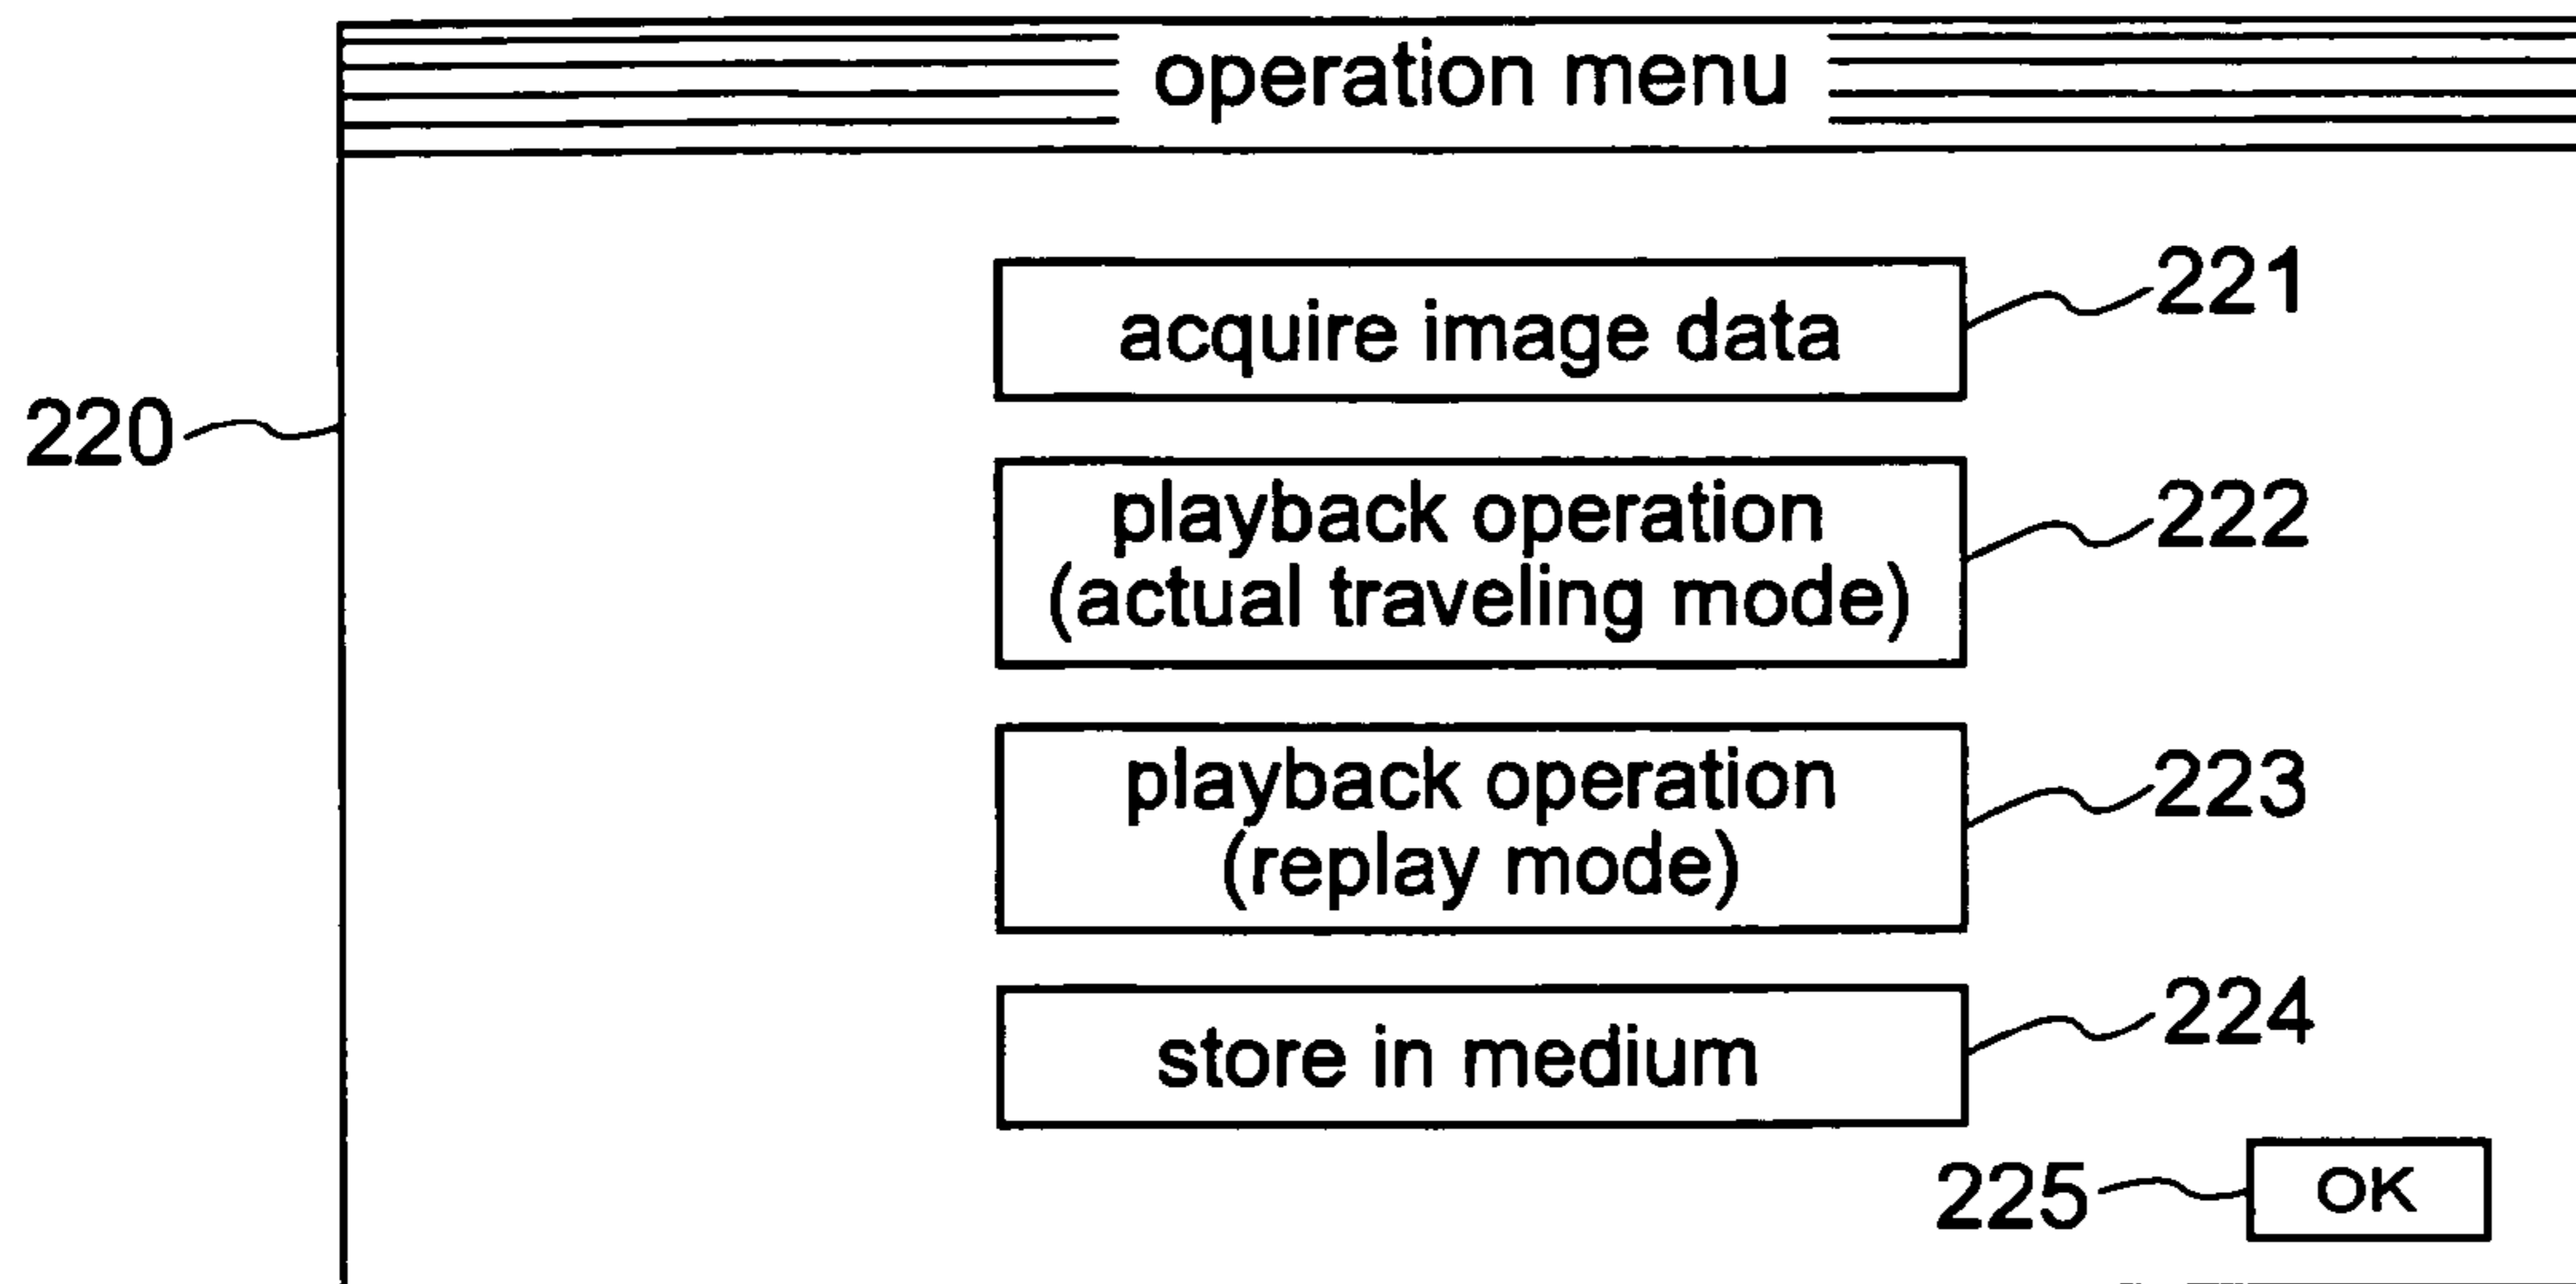 operation menu
acquire image data
221
220
playback operation
(actual traveling mode)
222
playback operation
(replay mode)
223
store in medium
224
225
OK